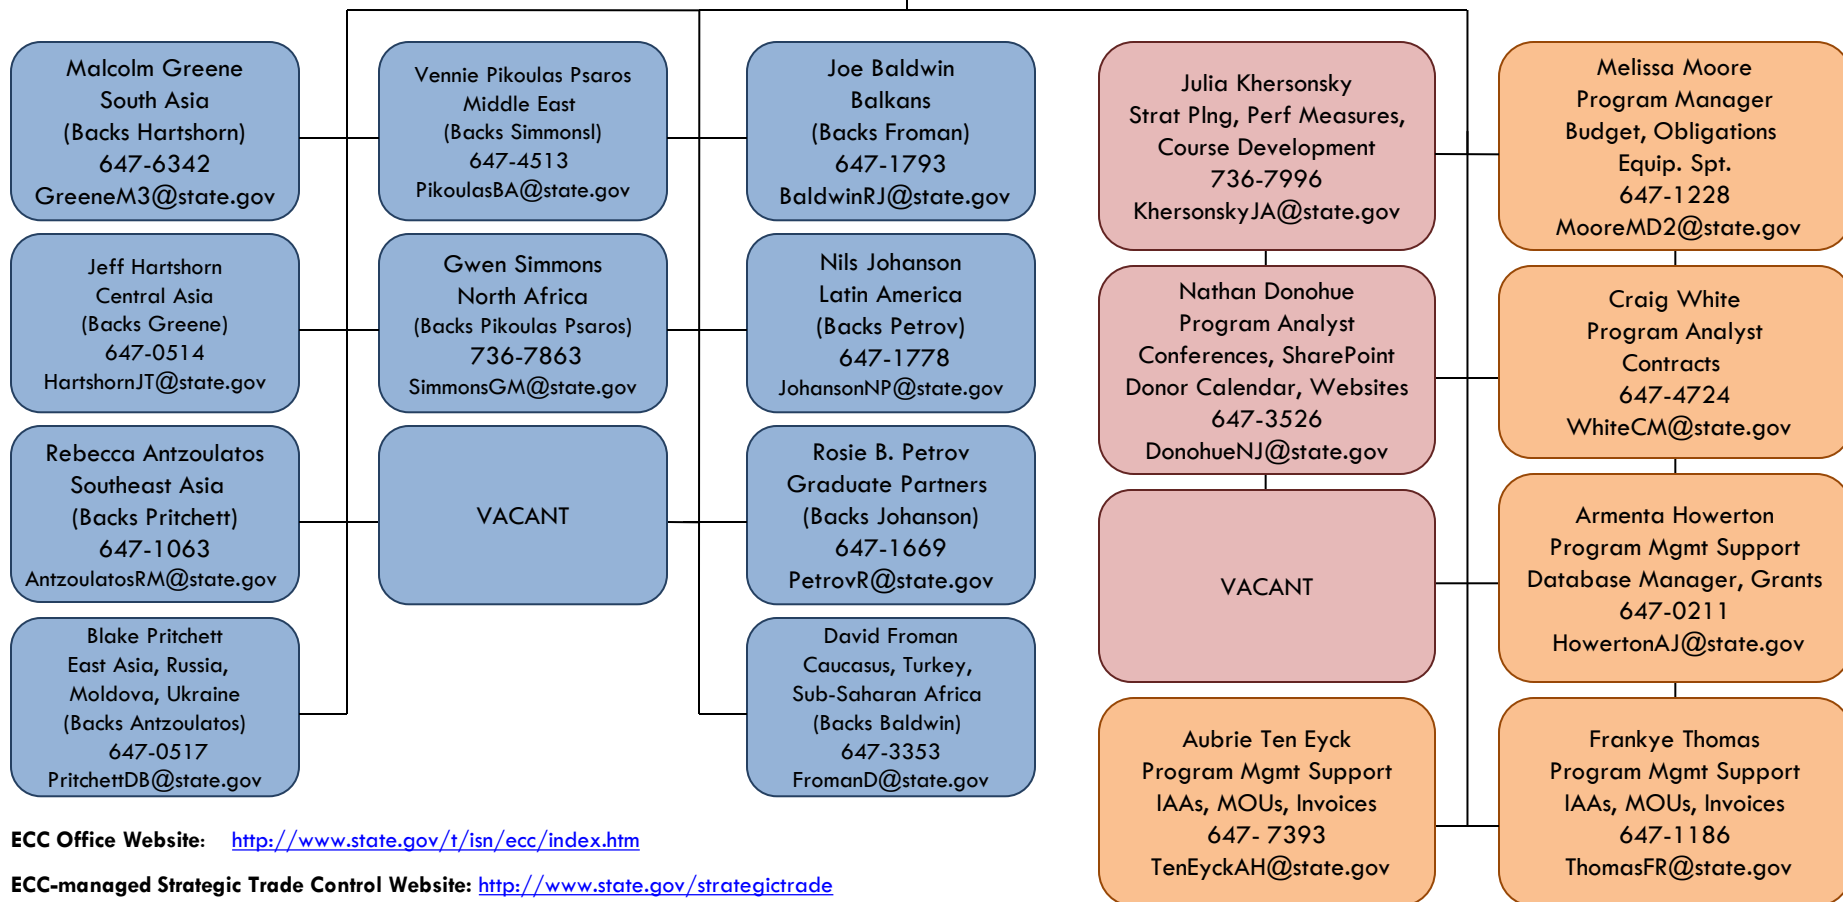 Malcolm Greene
South Asia
(Backs Hartshorn)
647-6342
GreeneM3@state.gov
Vennie Pikoulas Psaros
Middle East
(Backs Simmonsl)
647-4513
PikoulasBA@state.gov
Joe Baldwin
Balkans
(Backs Froman)
647-1793
BaldwinRJ@state.gov
Julia Khersonsky
Strat Plng, Perf Measures,
Course Development
736-7996
KhersonskyJA@state.gov
Melissa Moore
Program Manager
Budget, Obligations
Equip. Spt.
647-1228
MooreMD2@state.gov
Jeff Hartshorn
Central Asia
(Backs Greene)
647-0514
HartshornJT@state.gov
Gwen Simmons
North Africa
(Backs Pikoulas Psaros)
736-7863
SimmonsGM@state.gov
Nils Johanson
Latin America
(Backs Petrov)
647-1778
JohansonNP@state.gov
Nathan Donohue
Program Analyst
Conferences, SharePoint
Donor Calendar, Websites
647-3526
DonohueNJ@state.gov
Craig White
Program Analyst
Contracts
647-4724
WhiteCM@state.gov
Rebecca Antzoulatos
Southeast Asia
(Backs Pritchett)
647-1063
AntzoulatosRM@state.gov
VACANT
Rosie B. Petrov
Graduate Partners
(Backs Johanson)
647-1669
PetrovR@state.gov
VACANT
Armenta Howerton
Program Mgmt Support
Database Manager, Grants
647-0211
HowertonAJ@state.gov
Blake Pritchett
East Asia, Russia,
Moldova, Ukraine
(Backs Antzoulatos)
647-0517
PritchettDB@state.gov
David Froman
Caucasus, Turkey,
Sub-Saharan Africa
(Backs Baldwin)
647-3353
FromanD@state.gov
Aubrie Ten Eyck
Program Mgmt Support
IAAs, MOUs, Invoices
647- 7393
TenEyckAH@state.gov
Frankye Thomas
Program Mgmt Support
IAAs, MOUs, Invoices
647-1186
ThomasFR@state.gov
ECC Office Website: http://www.state.gov/t/isn/ecc/index.htm
ECC-managed Strategic Trade Control Website: http://www.state.gov/strategictrade